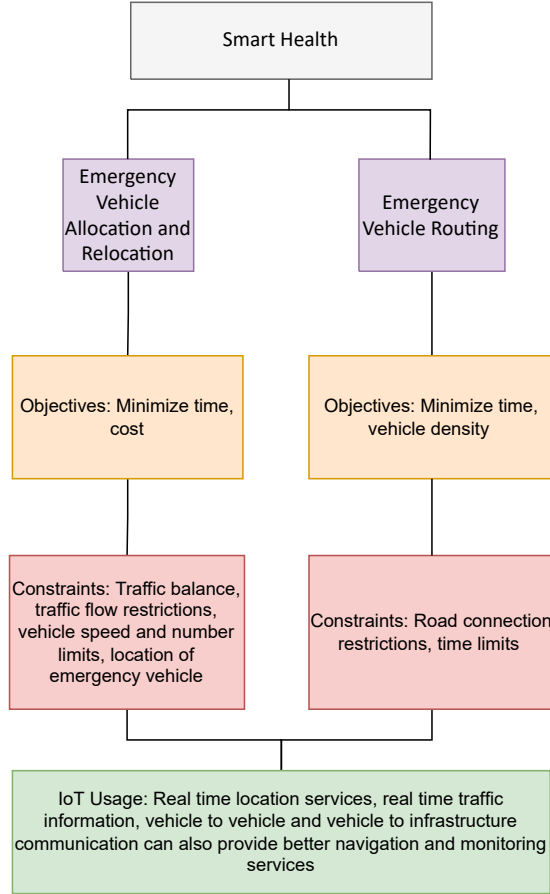 Smart Health
Emergency
Vehicle
Allocation and
Relocation
Emergency
Vehicle Routing
Objectives: Minimize time,
cost
Objectives: Minimize time,
vehicle density
Constraints: Traffic balance,
traffic flow restrictions,
vehicle speed and number
limits, location of
emergency vehicle
Constraints: Road connection
restrictions, time limits
IoT Usage: Real time location services, real time traffic
information, vehicle to vehicle and vehicle to infrastructure
communication can also provide better navigation and monitoring
services